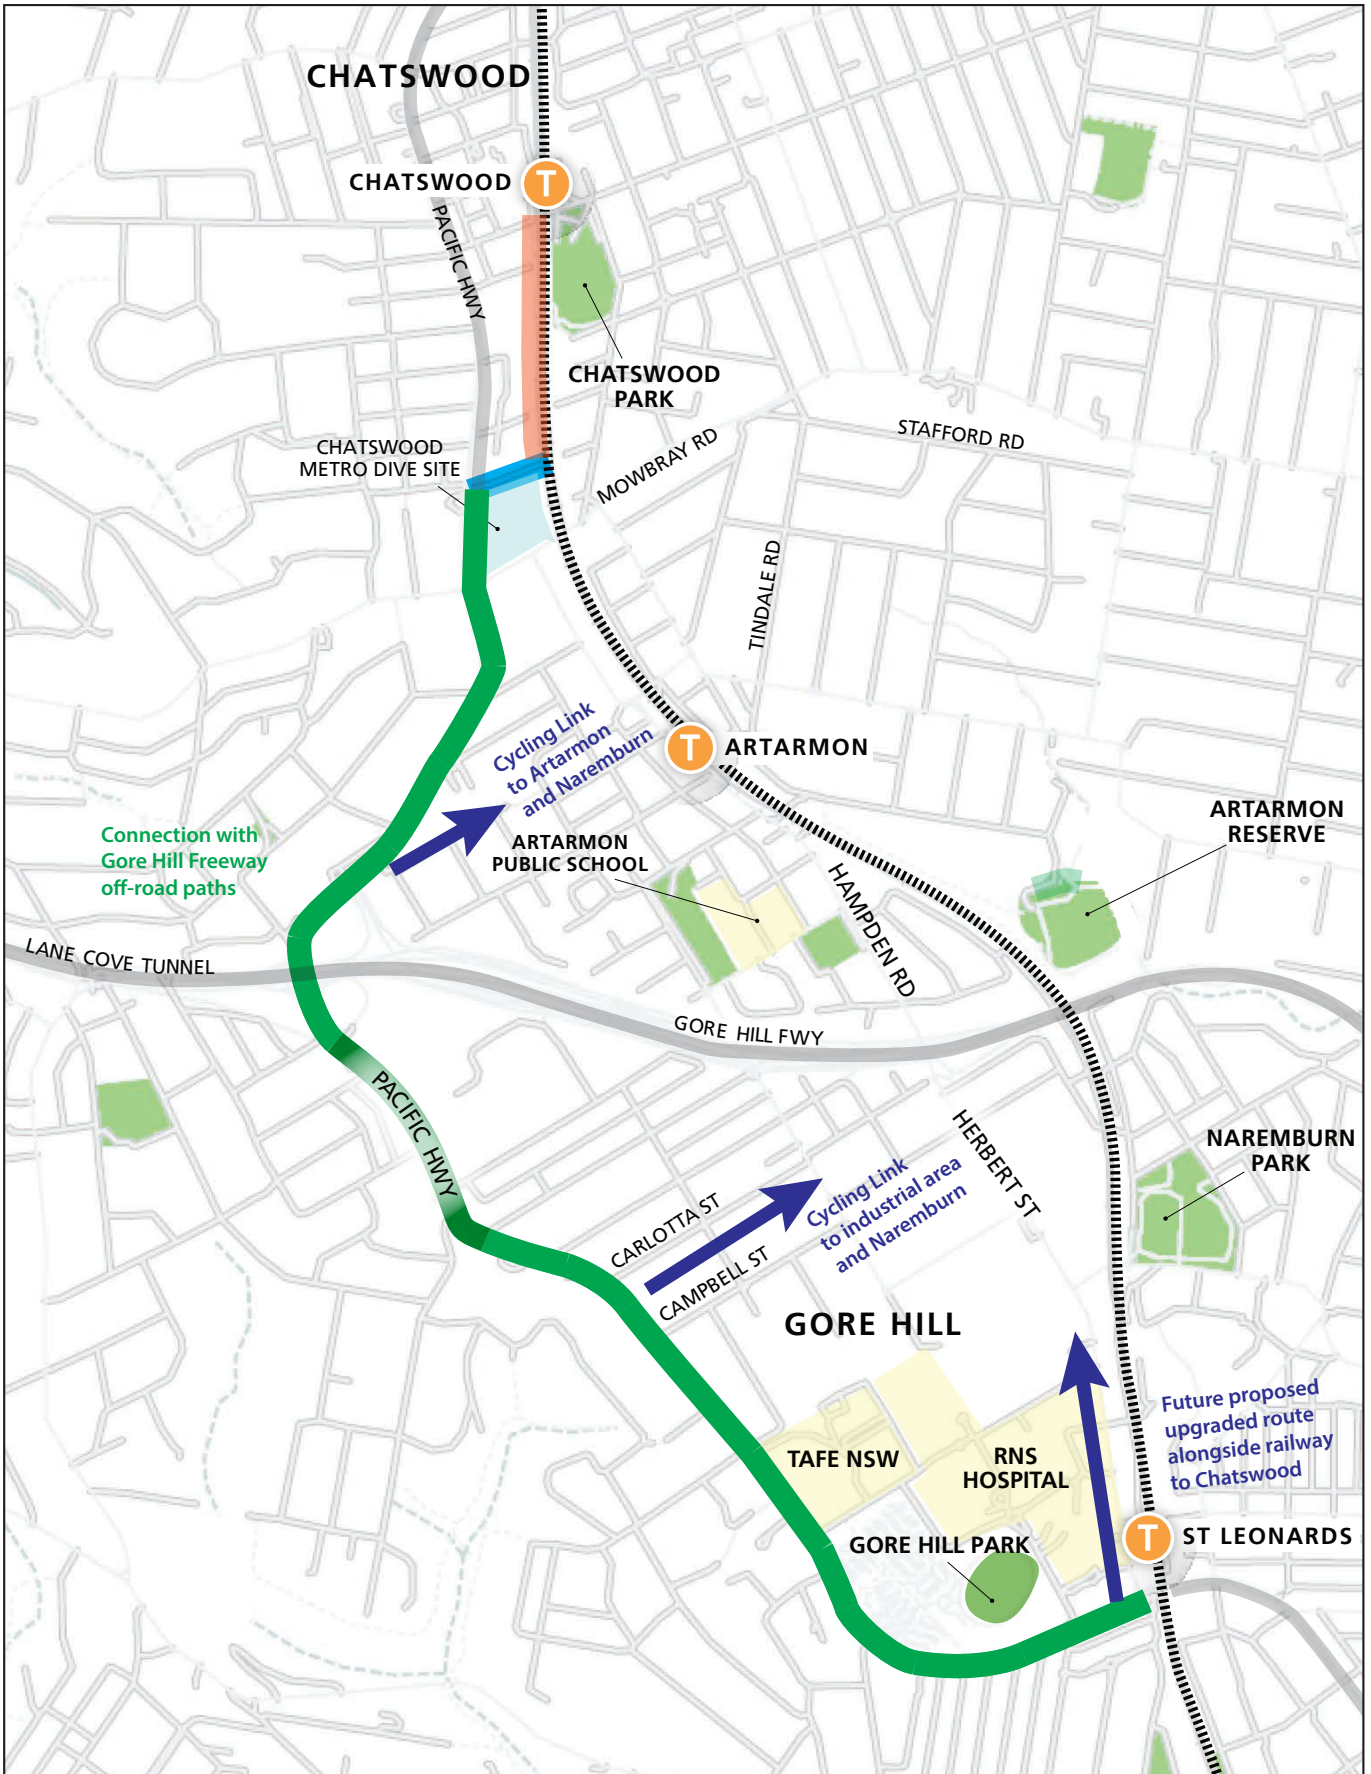 CHATSWOOD
CHATSWOOD
T
PACIFIC HWY
CHATSWOOD
PARK
STAFFORD RD
MOWBRAY RD
CHATSWOOD
METRO DIVE SITE
TINDALE RD
Cycling Link
to Artarmon
and Naremburn
T
ARTARMON
ARTARMON
RESERVE
Connection with
Gore Hill Freeway
off-road paths
ARTARMON
PUBLIC SCHOOL
HAMPDEN RD
LANE COVE TUNNEL
GORE HILL FWY
PACIFIC HWY
HERBERT ST
NAREMBURN
PARK
CARLOTTA ST
CAMPBELL ST
Cycling Link
to industrial area
and Naremburn
GORE HILL
Future proposed
upgraded route
alongside railway
to Chatswood
TAFE NSW
RNS
HOSPITAL
GORE HILL PARK
T
ST LEONARDS